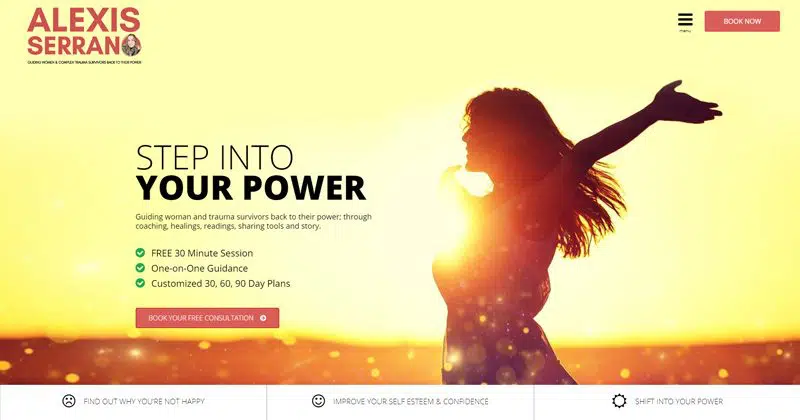 ALEXIS
SERRANO
GUIDING WOMEN & COMPLEX TRAUMA SURVIVORS BACK TO THEIR POWER
menu
BOOK NOW
STEP INTO
YOUR POWER
Guiding woman and trauma survivors back to their power; through
coaching, healings, readings, sharing tools and story.
FREE 30 Minute Session
One-on-One Guidance
Customized 30, 60, 90 Day Plans
BOOK YOUR FREE CONSULTATION
FIND OUT WHY YOU'RE NOT HAPPY
IMPROVE YOUR SELF ESTEEM & CONFIDENCE
SHIFT INTO YOUR POWER